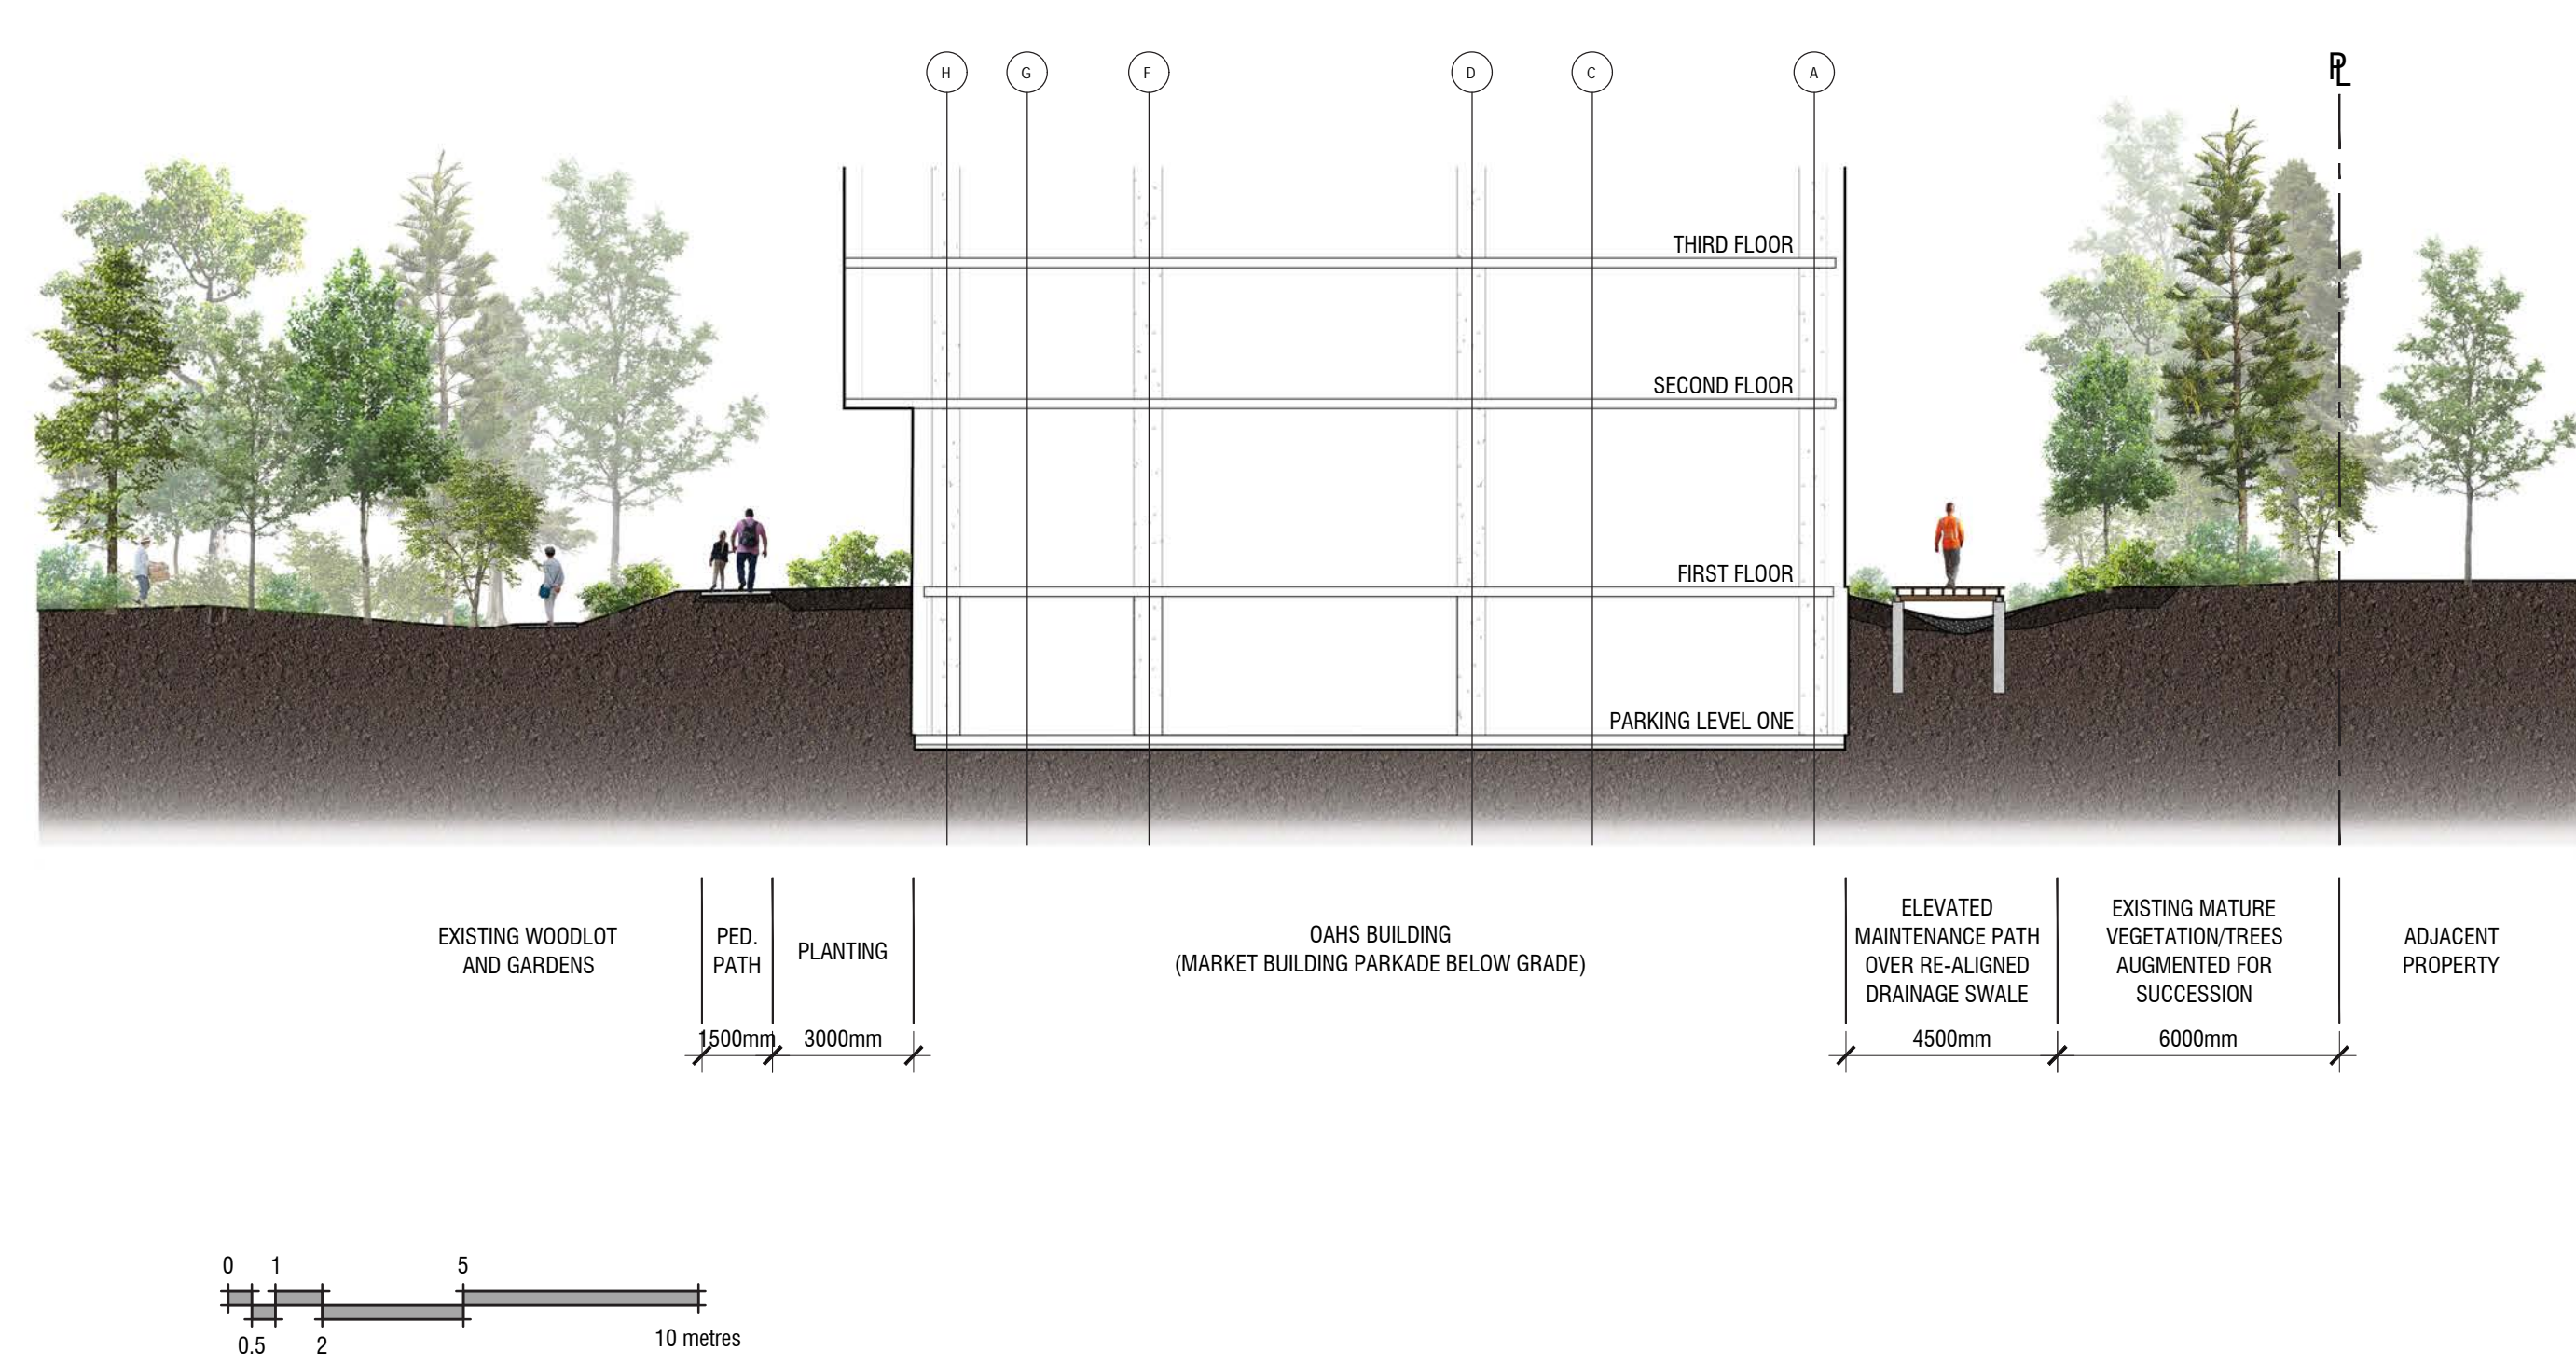 H G F D C A PL
THIRD FLOOR
SECOND FLOOR
FIRST FLOOR
PARKING LEVEL ONE
EXISTING WOODLOT
AND GARDENS
PED.
PATH
PLANTING
OAHS BUILDING
(MARKET BUILDING PARKADE BELOW GRADE)
ELEVATED
MAINTENANCE PATH
OVER RE-ALIGNED
DRAINAGE SWALE
EXISTING MATURE
VEGETATION/TREES
AUGMENTED FOR
SUCCESSION
ADJACENT
PROPERTY
1500mm 3000mm 4500mm 6000mm
0 1 5
0.5 2 10 metres